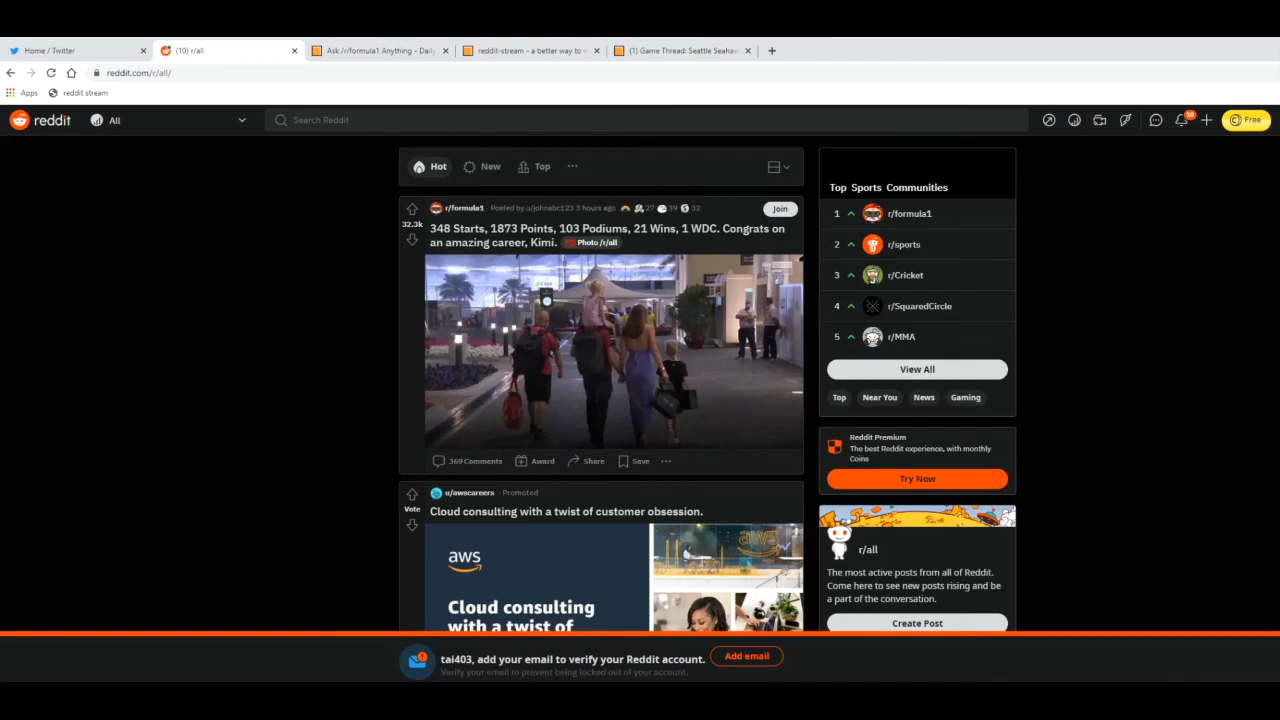 Home / Twitter
(10) r/all
Ask /r/formula1 Anything - Daily
reddit-stream - a better way to v
(1) Game Thread: Seattle Seahaw
reddit.com/r/all/
Apps
reddit stream
reddit
All
Search Reddit
10
Free
Hot
New
Top
r/formula1 · Posted by u/johnabc123 3 hours ago
27
39
32
Join
32.3k
348 Starts, 1873 Points, 103 Podiums, 21 Wins, 1 WDC. Congrats on
an amazing career, Kimi.
Photo /r/all
369 Comments
Award
Share
Save
u/awscareers · Promoted
Vote
Cloud consulting with a twist of customer obsession.
aws
Cloud consulting
with a twist of
aws
Top Sports Communities
1 r/formula1
2 r/sports
3 r/Cricket
4 r/SquaredCircle
5 r/MMA
View All
Top
Near You
News
Gaming
Reddit Premium
The best Reddit experience, with monthly
Coins
Try Now
r/all
The most active posts from all of Reddit.
Come here to see new posts rising and be
a part of the conversation.
Create Post
tai403, add your email to verify your Reddit account.
Add email
Verify your email to prevent being locked out of your account.